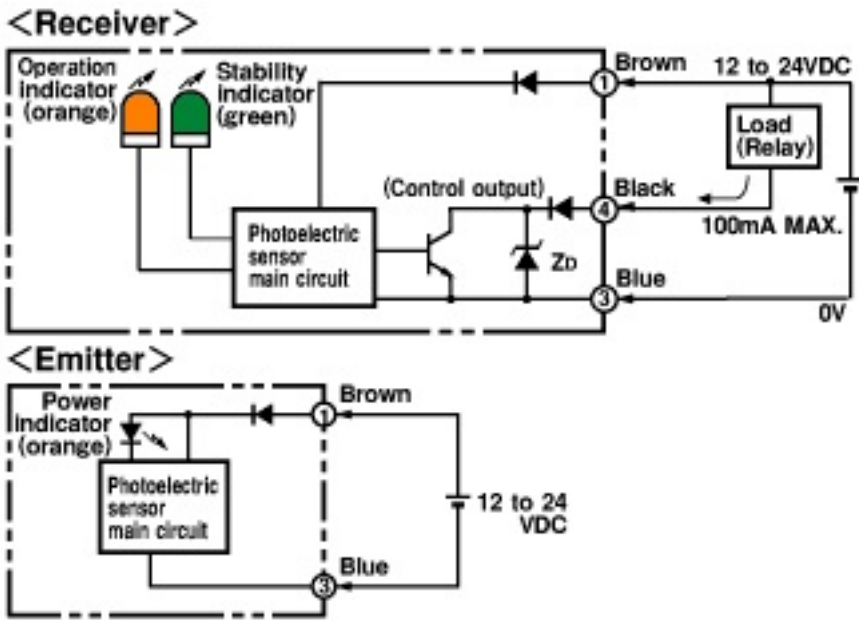 <Receiver>
Operation
indicator
(orange)
Stability
indicator
(green)
Photoelectric
sensor
main circuit
(Control output)
ZD
1
Brown
12 to 24VDC
Load
(Relay)
4
Black
100mA MAX.
3
Blue
0V
<Emitter>
Power
indicator
(orange)
Photoelectric
sensor
main circuit
1
Brown
12 to 24
VDC
3
Blue